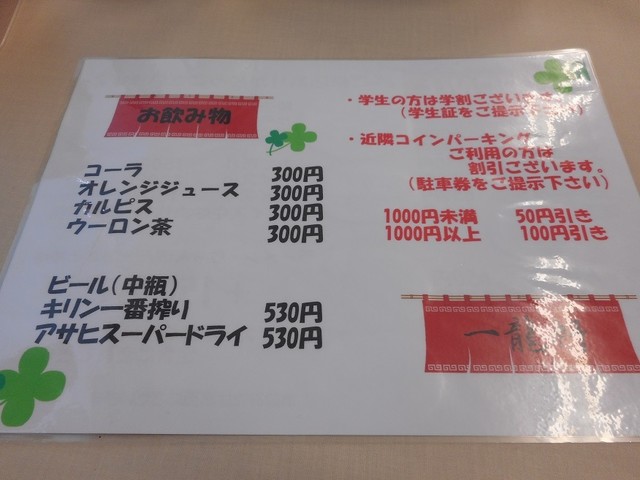 お飲み物
コーラ 300円
オレンジジュース 300円
カルピス 300円
ウーロン茶 300円
ビール（中瓶）
キリン一番搾り 530円
アサヒスーパードライ 530円
・学生の方は学割ございます。
（学生証をご提示下さい）
・近隣コインパーキング
ご利用の方は
割引ございます。
（駐車券をご提示下さい）
1000円未満 50円引き
1000円以上 100円引き
一龍